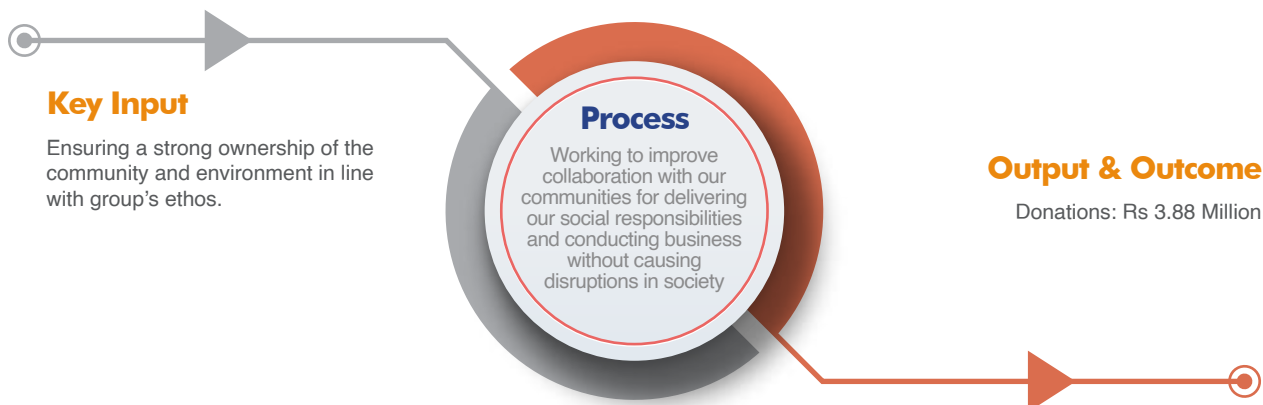 Key Input
Ensuring a strong ownership of the
community and environment in line
with group's ethos.
Process
Working to improve
collaboration with our
communities for delivering
our social responsibilities
and conducting business
without causing
disruptions in society
Output & Outcome
Donations: Rs 3.88 Million